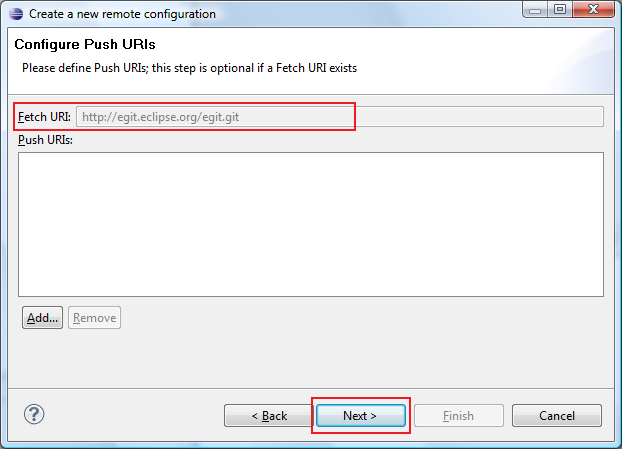 Create a new remote configuration
Configure Push URIs
Please define Push URIs; this step is optional if a Fetch URI exists
Fetch URI: http://egit.eclipse.org/egit.git
Push URIs:
Add... Remove
? < Back Next > Finish Cancel